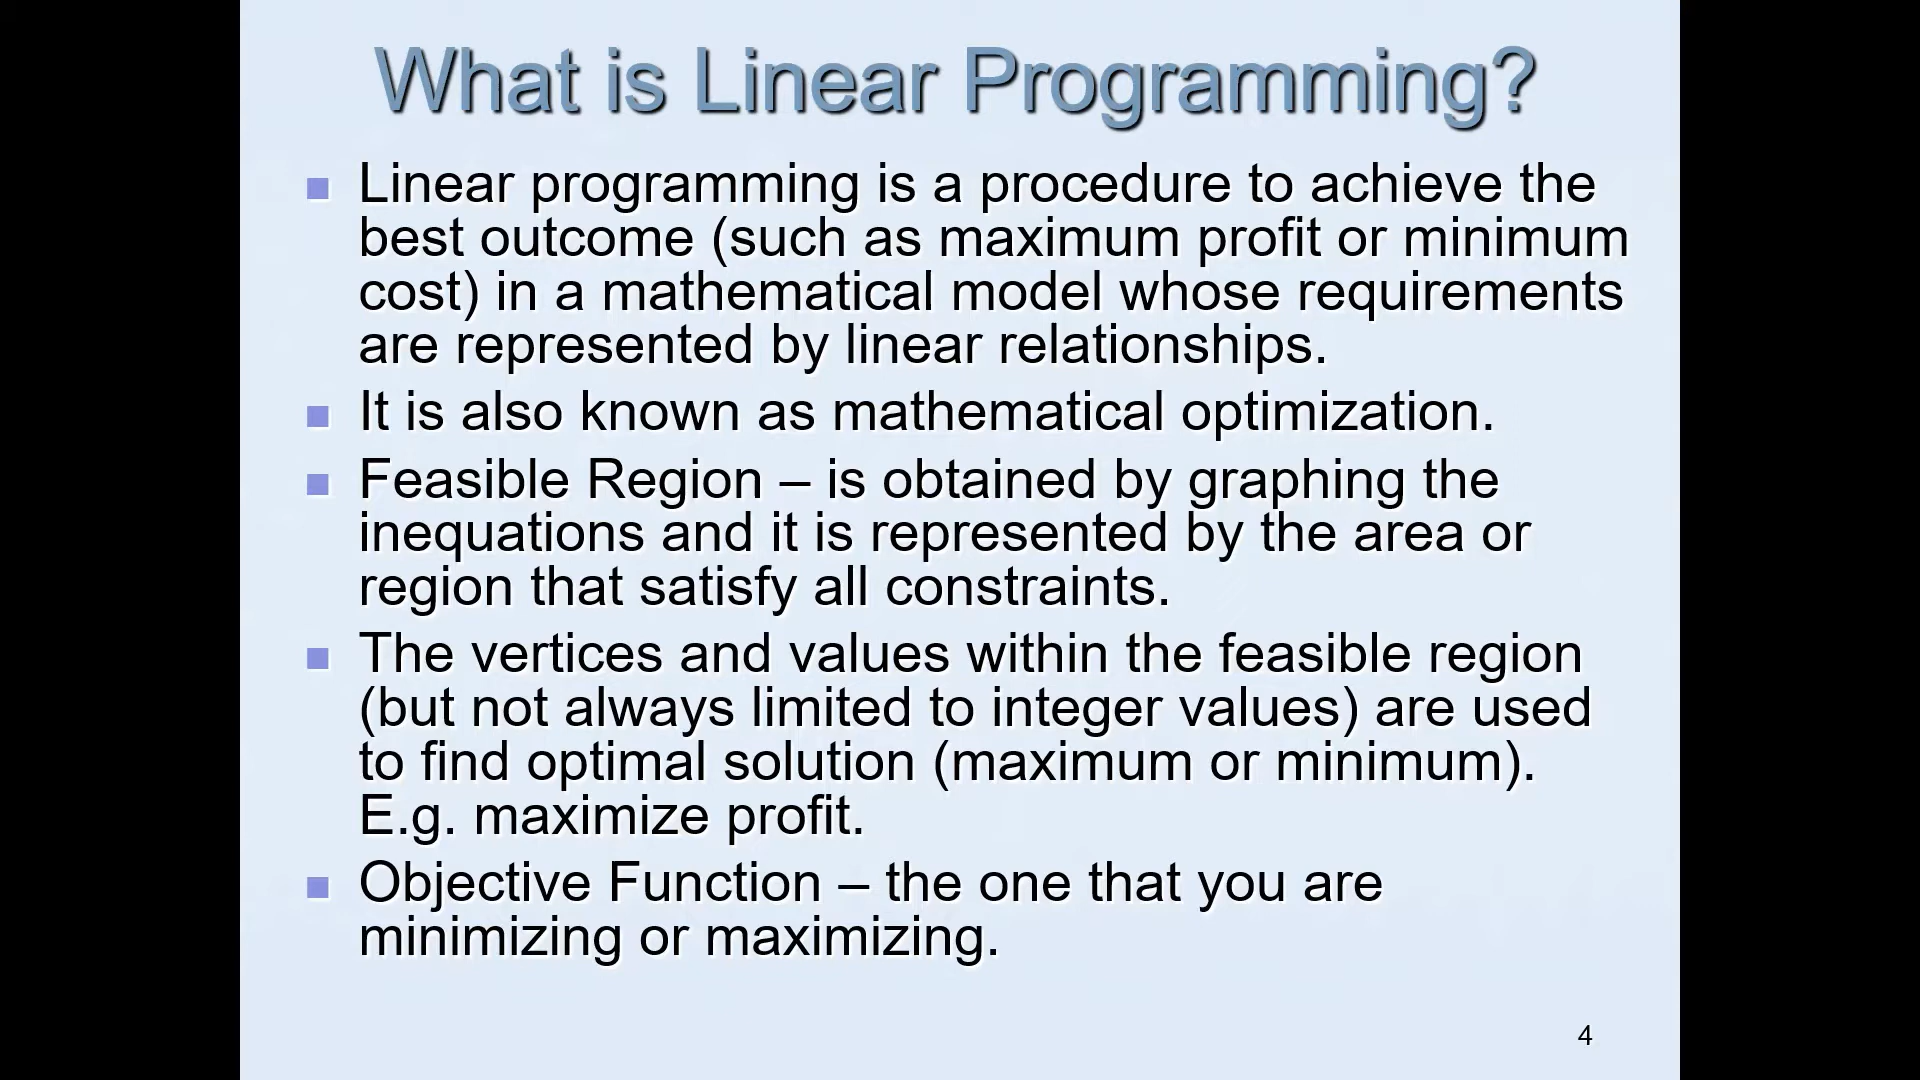 What is Linear Programming?
Linear programming is a procedure to achieve the
best outcome (such as maximum profit or minimum
cost) in a mathematical model whose requirements
are represented by linear relationships.
It is also known as mathematical optimization.
Feasible Region – is obtained by graphing the
inequations and it is represented by the area or
region that satisfy all constraints.
The vertices and values within the feasible region
(but not always limited to integer values) are used
to find optimal solution (maximum or minimum).
E.g. maximize profit.
Objective Function – the one that you are
minimizing or maximizing.
4